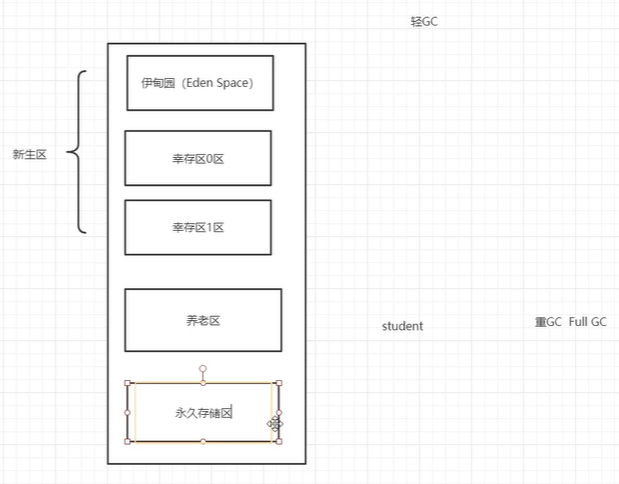 轻GC
伊甸园（Eden Space）
新生区
幸存区0区
幸存区1区
养老区
student
重GC Full GC
永久存储区